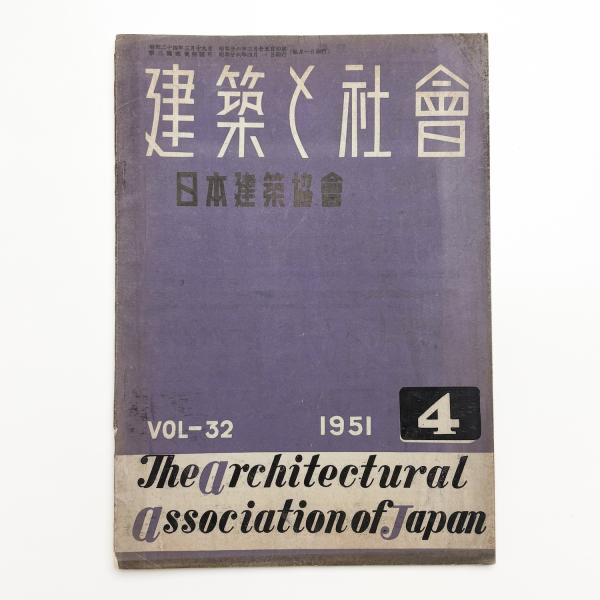 建築と社會
日本建築協會
VOL-32 1951 4
The architectural
association of Japan